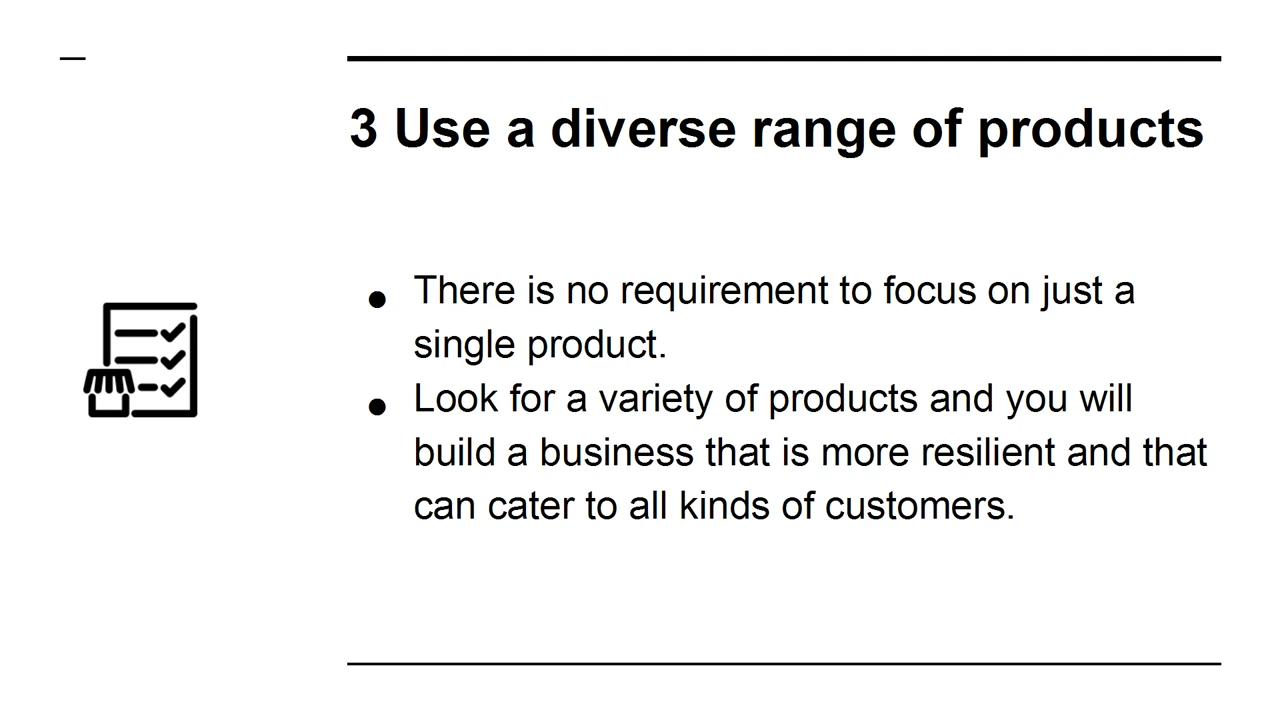 3 Use a diverse range of products
● There is no requirement to focus on just a
single product.
● Look for a variety of products and you will
build a business that is more resilient and that
can cater to all kinds of customers.